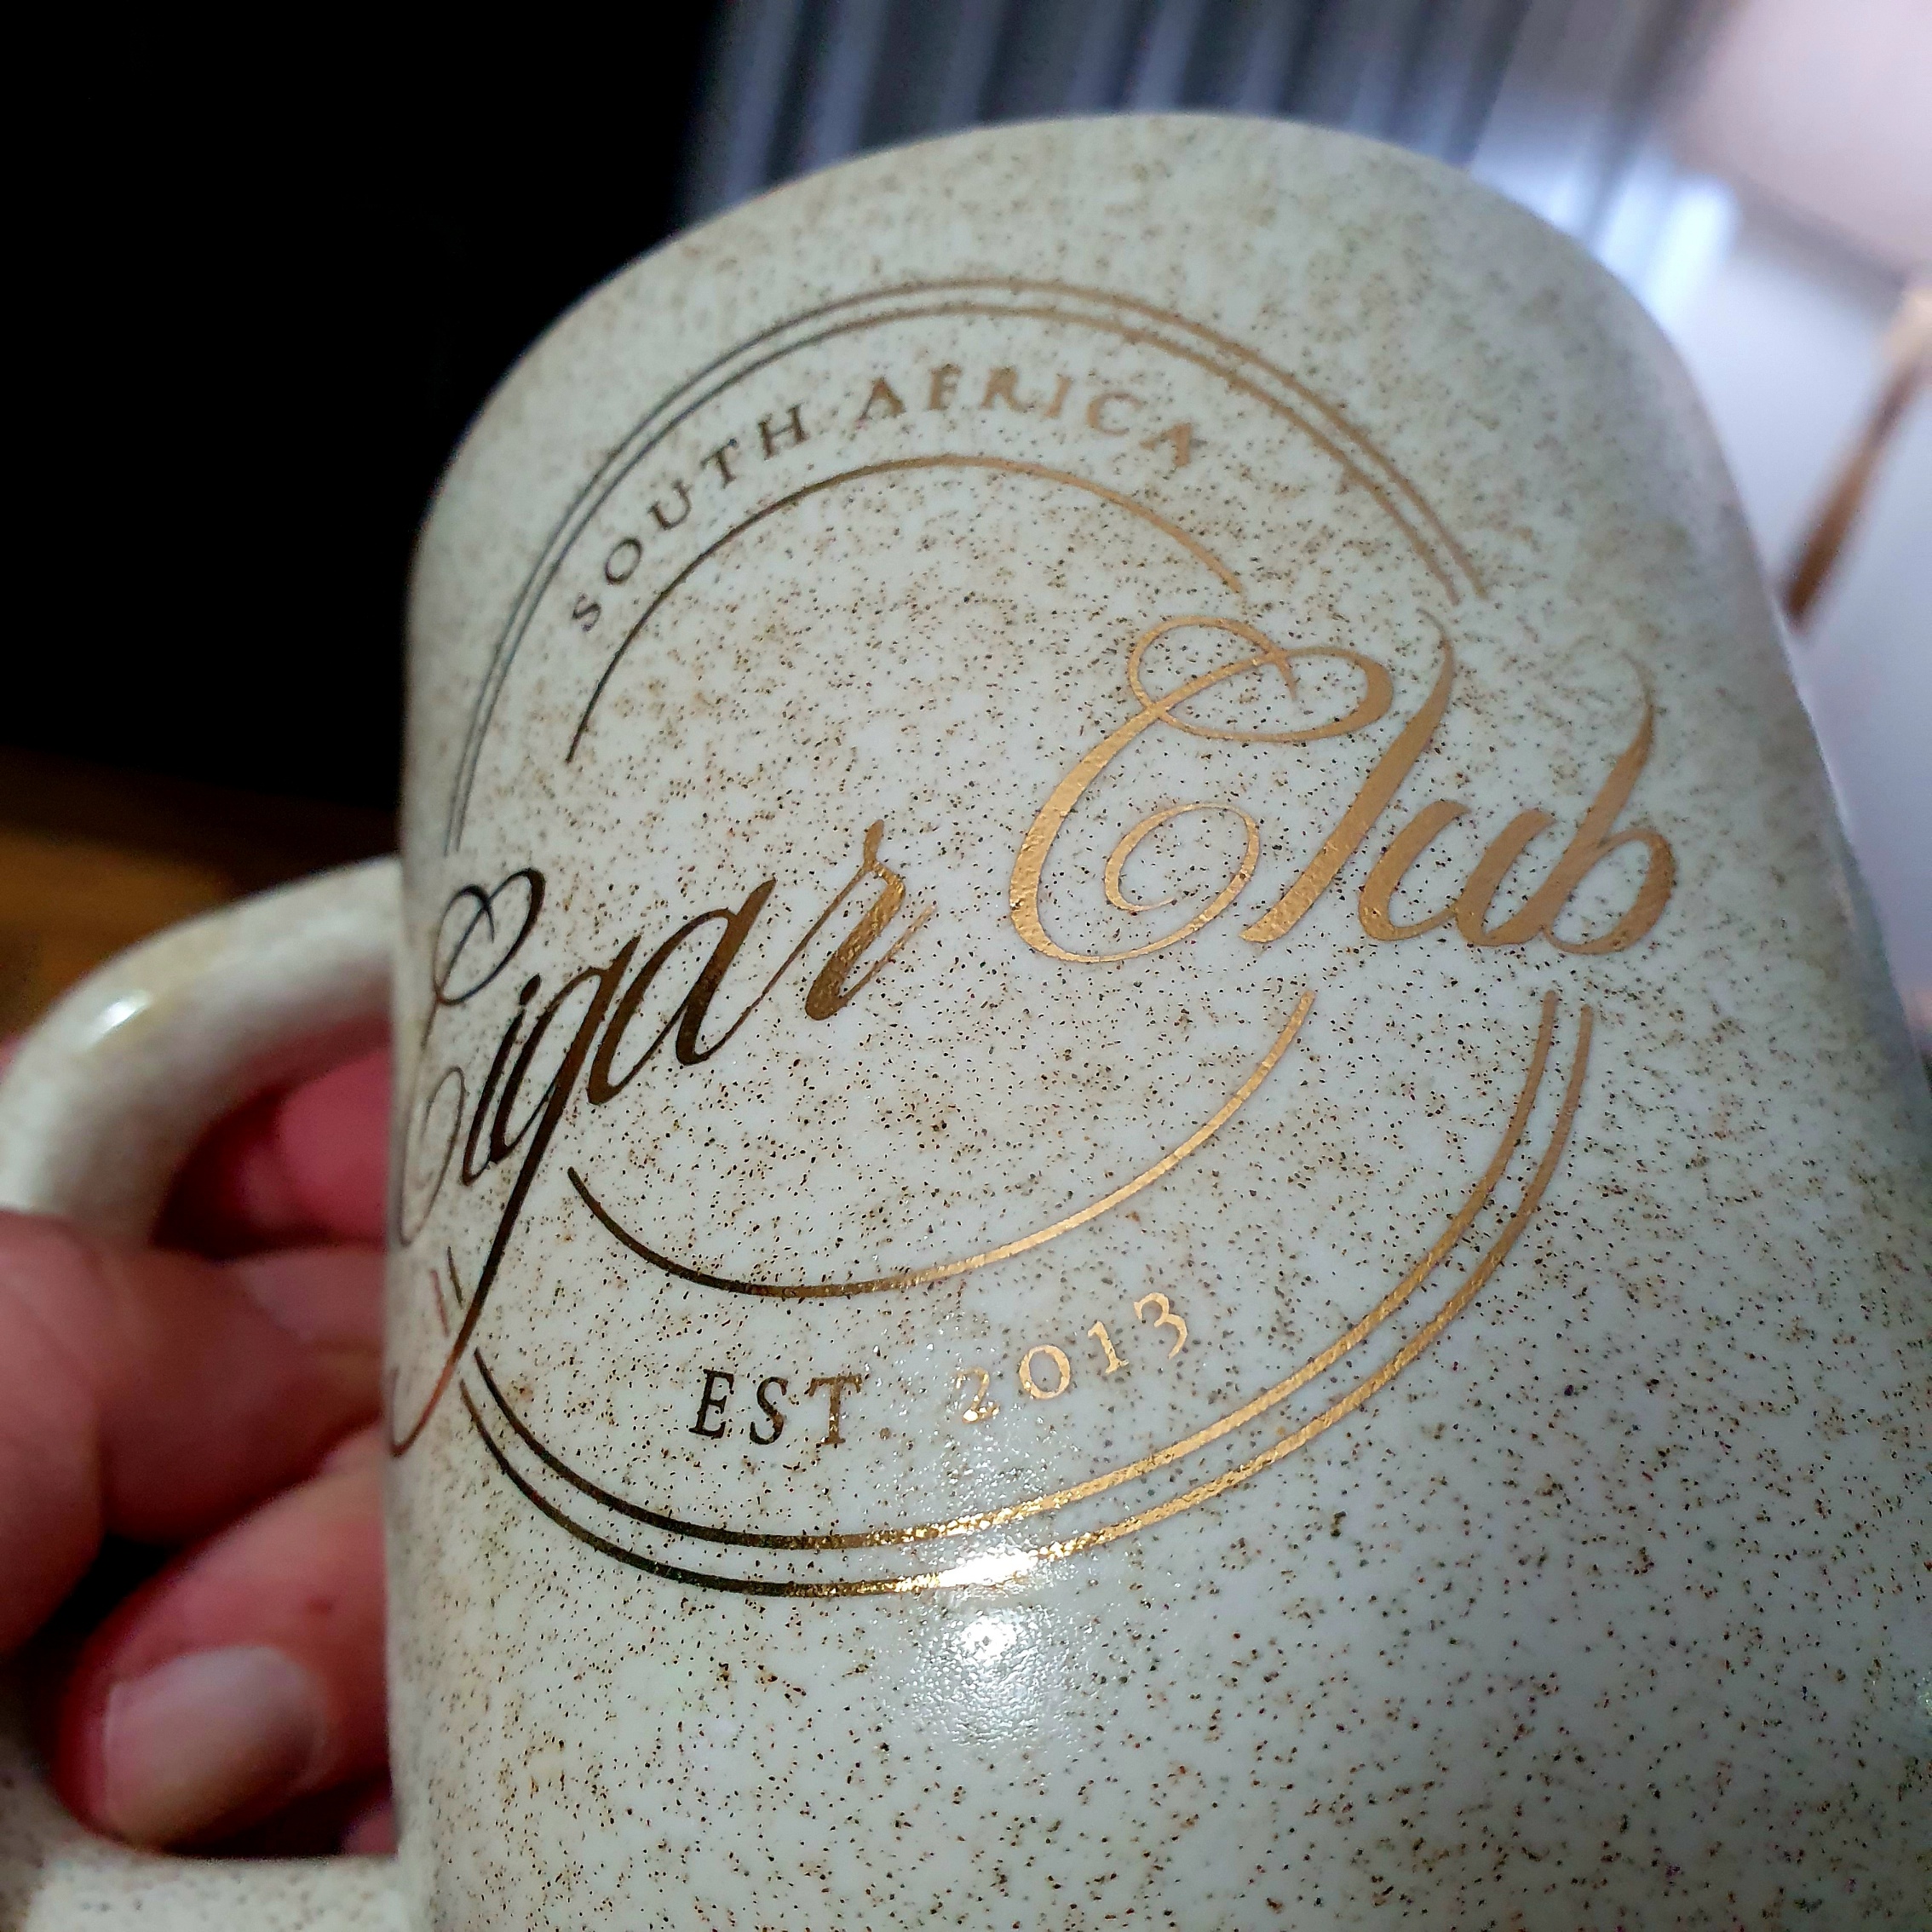 SOUTH AFRICA
Cigar Club
EST. 2013